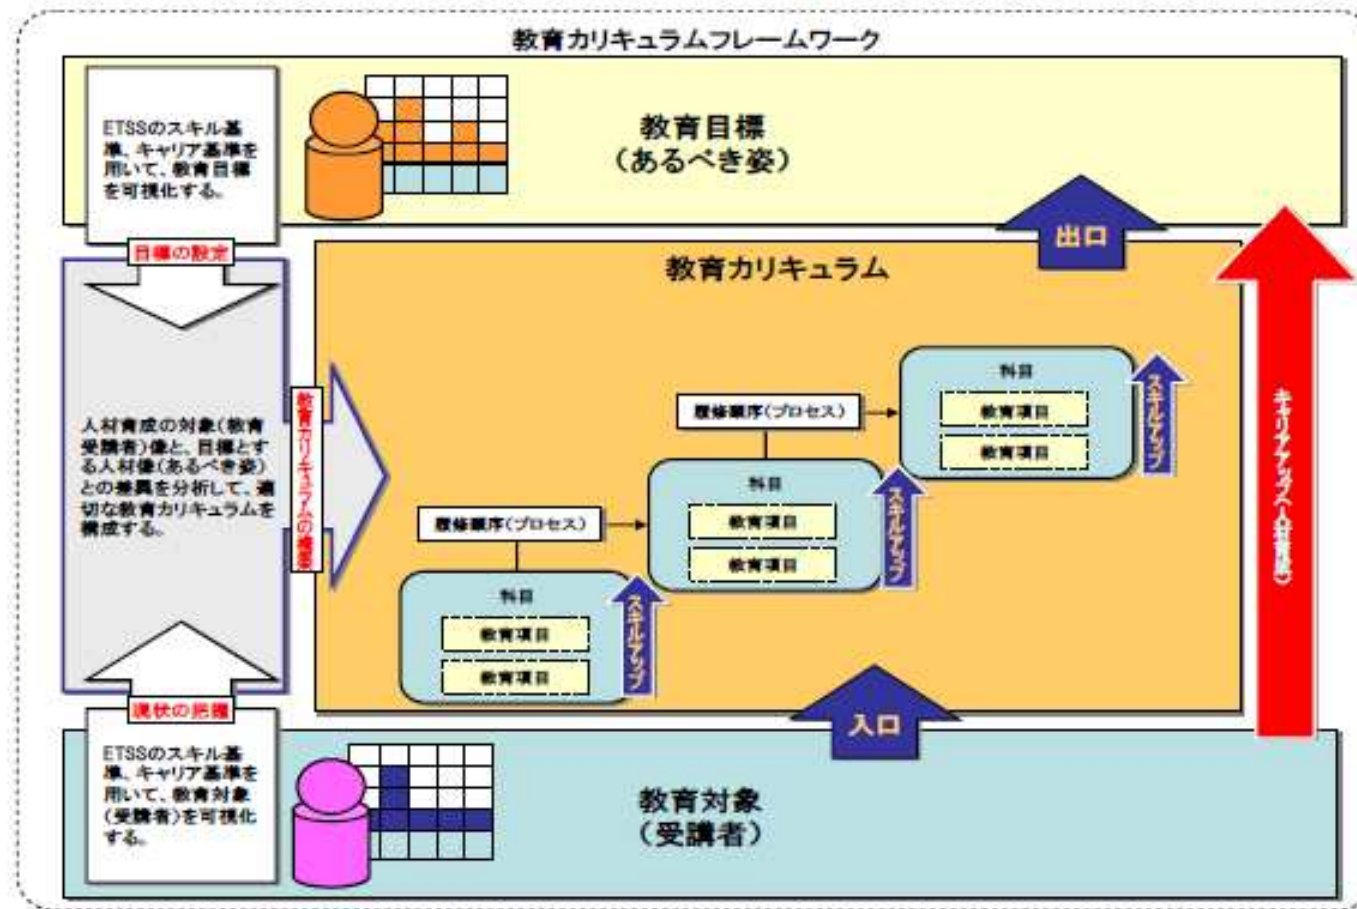 教育カリキュラムフレームワーク
ETSSのスキル基
準、キャリア基準を
用いて、教育目標
を可視化する。
教育目標
（あるべき姿）
目標の設定
出口
教育カリキュラム
人材育成の対象(教育
受講者)像と、目標とす
る人材像(あるべき姿)
との差異を分析して、適
切な教育カリキュラムを
構成する。
教育カリキュラムの構築
科目
教育項目
教育項目
スキルアップ
履修順序(プロセス)
科目
教育項目
教育項目
スキルアップ
履修順序(プロセス)
科目
教育項目
教育項目
スキルアップ
キャリアアップ(人材育成)
現状の把握
入口
ETSSのスキル基
準、キャリア基準を
用いて、教育対象
(受講者)を可視化
する。
教育対象
（受講者）